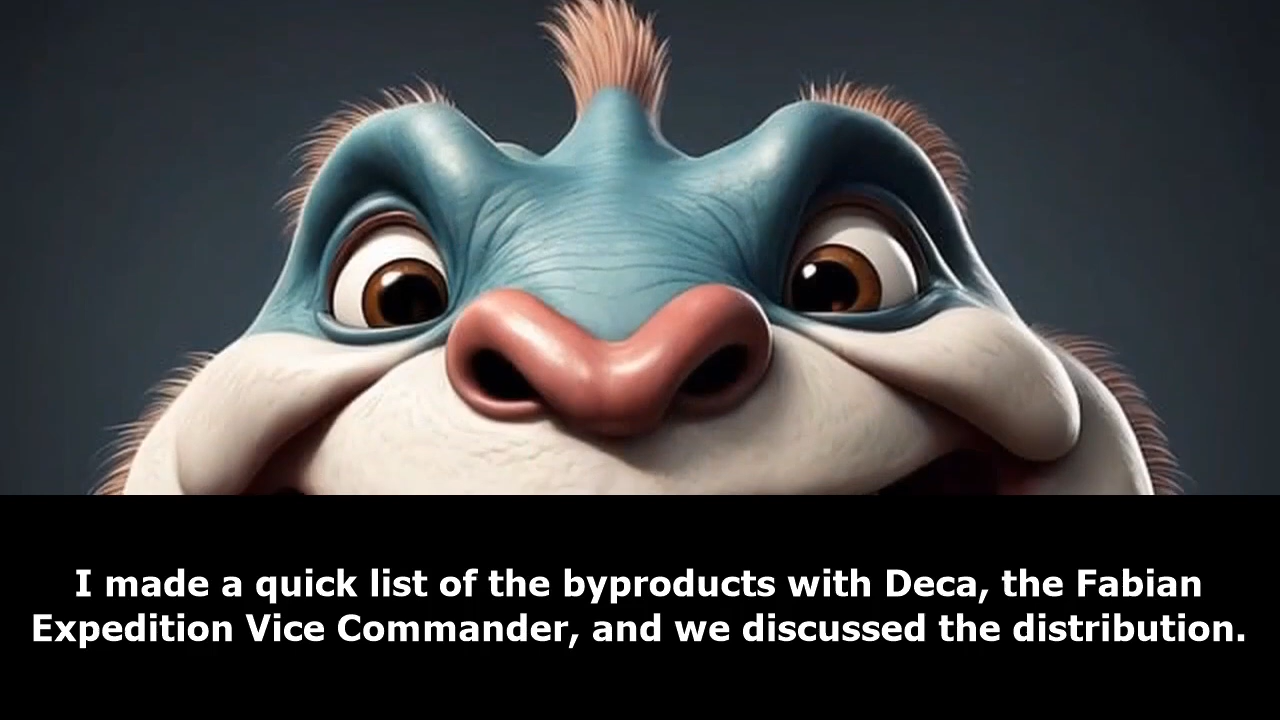 I made a quick list of the byproducts with Deca, the Fabian
Expedition Vice Commander, and we discussed the distribution.